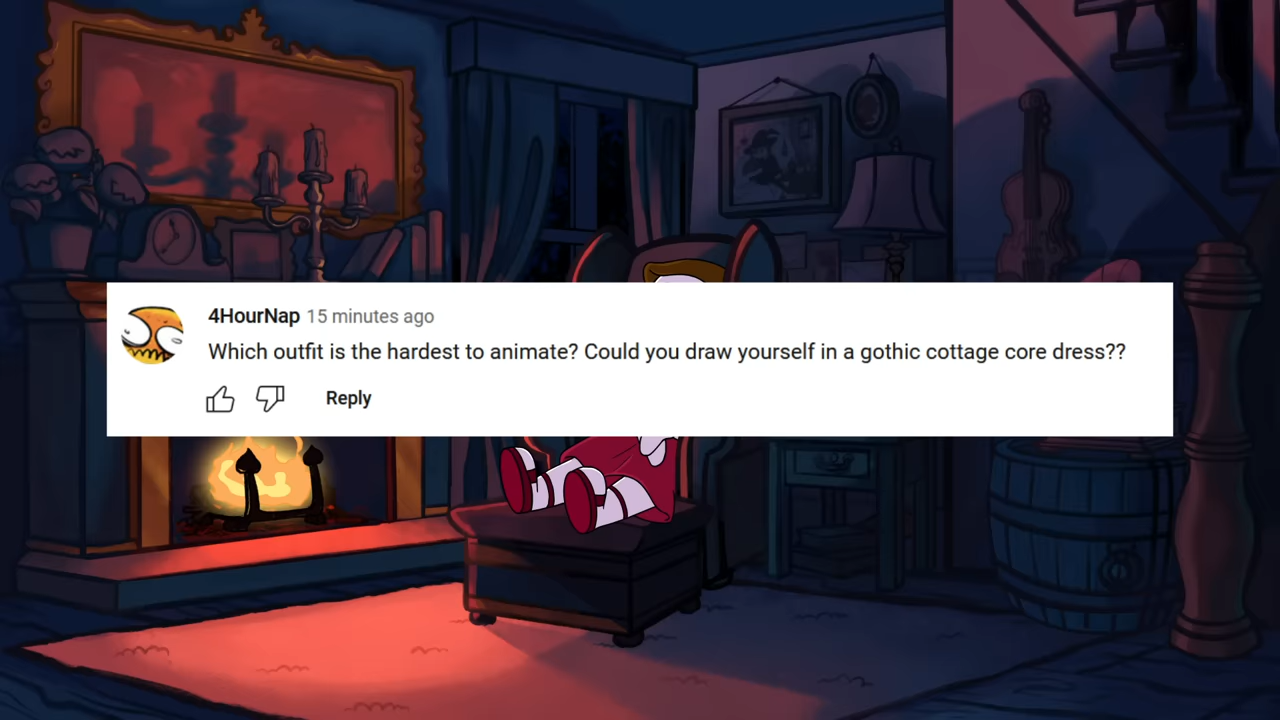 4HourNap 15 minutes ago
Which outfit is the hardest to animate? Could you draw yourself in a gothic cottage core dress??
Reply